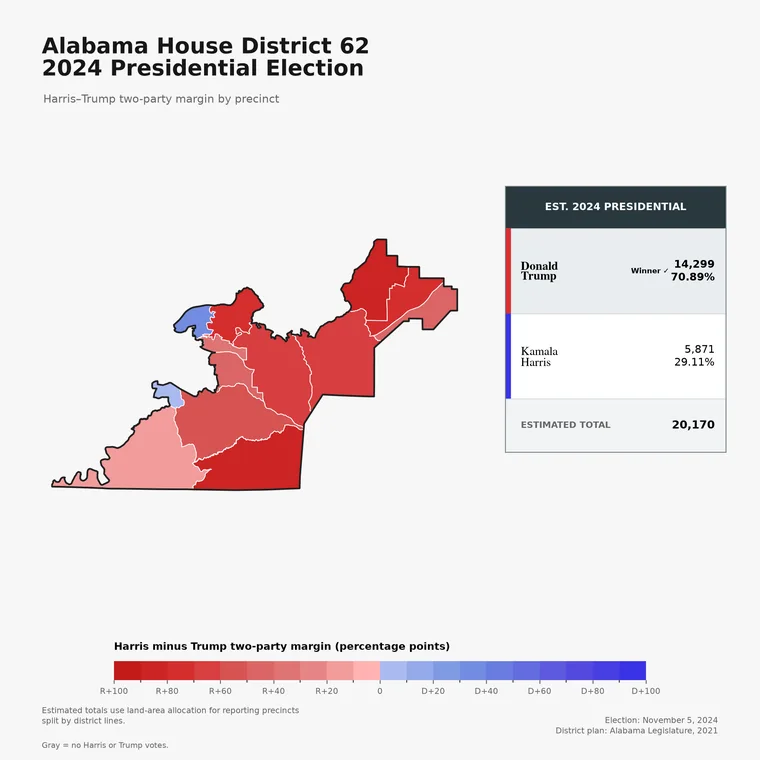 Alabama House District 62
2024 Presidential Election
Harris–Trump two-party margin by precinct
EST. 2024 PRESIDENTIAL
Donald
Trump
Winner ✓
14,299
70.89%
Kamala
Harris
5,871
29.11%
ESTIMATED TOTAL
20,170
Harris minus Trump two-party margin (percentage points)
R+100 R+80 R+60 R+40 R+20 0 D+20 D+40 D+60 D+80 D+100
Estimated totals use land-area allocation for reporting precincts
split by district lines.
Gray = no Harris or Trump votes.
Election: November 5, 2024
District plan: Alabama Legislature, 2021